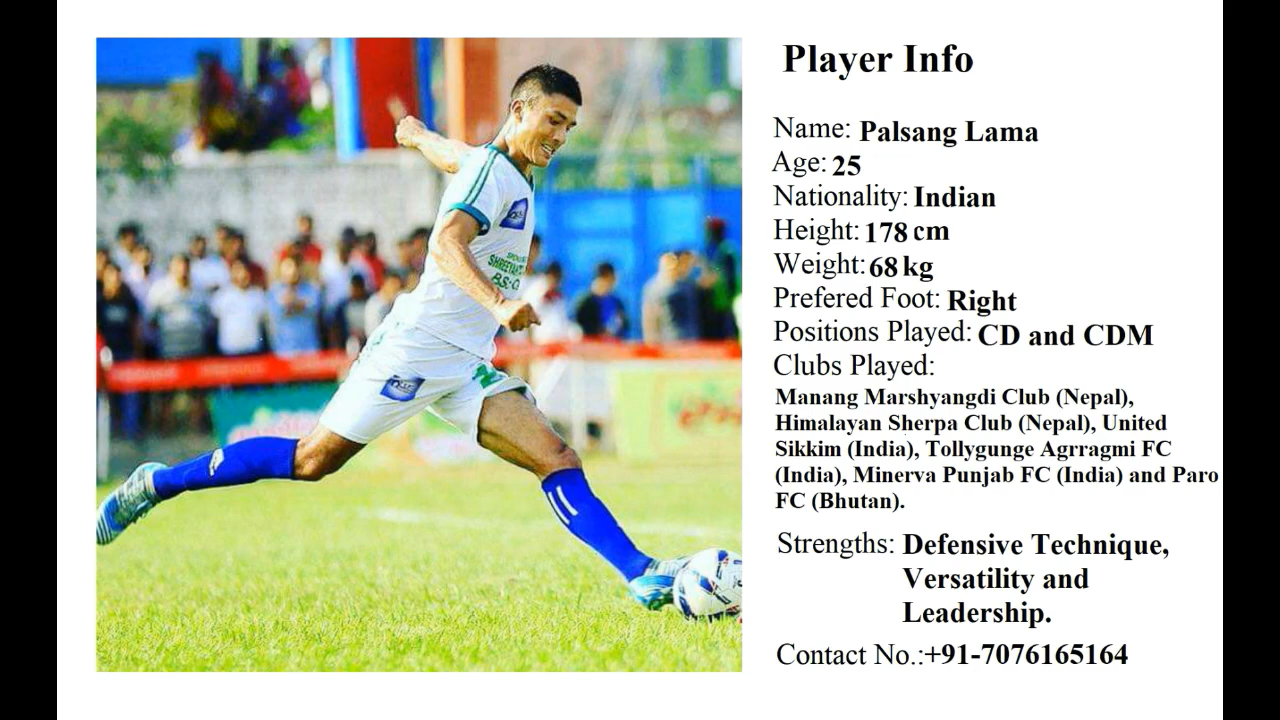 Player Info
Name: Palsang Lama
Age: 25
Nationality: Indian
Height: 178 cm
Weight: 68 kg
Prefered Foot: Right
Positions Played: CD and CDM
Clubs Played:
Manang Marshyangdi Club (Nepal),
Himalayan Sherpa Club (Nepal), United
Sikkim (India), Tollygunge Agrragmi FC
(India), Minerva Punjab FC (India) and Paro
FC (Bhutan).
Strengths: Defensive Technique,
Versatility and
Leadership.
Contact No.:+91-7076165164